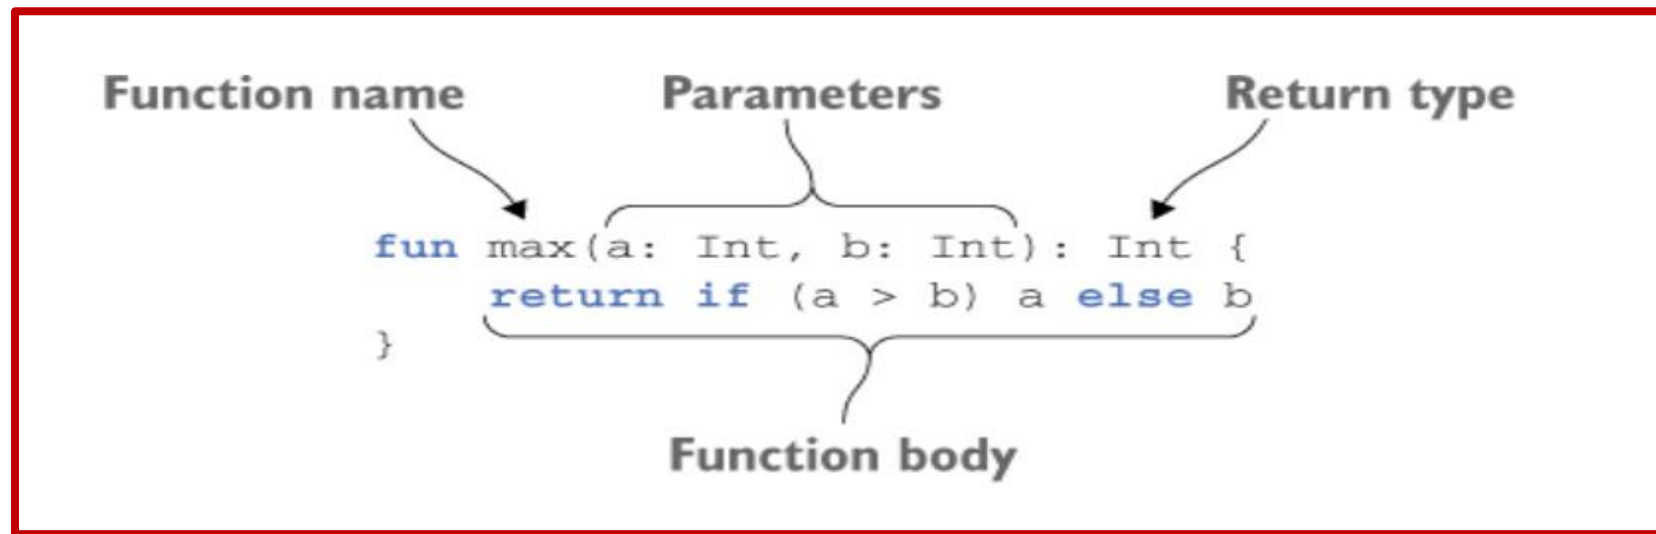 Function name Parameters Return type
fun max(a: Int, b: Int): Int {
return if (a > b) a else b
}
Function body